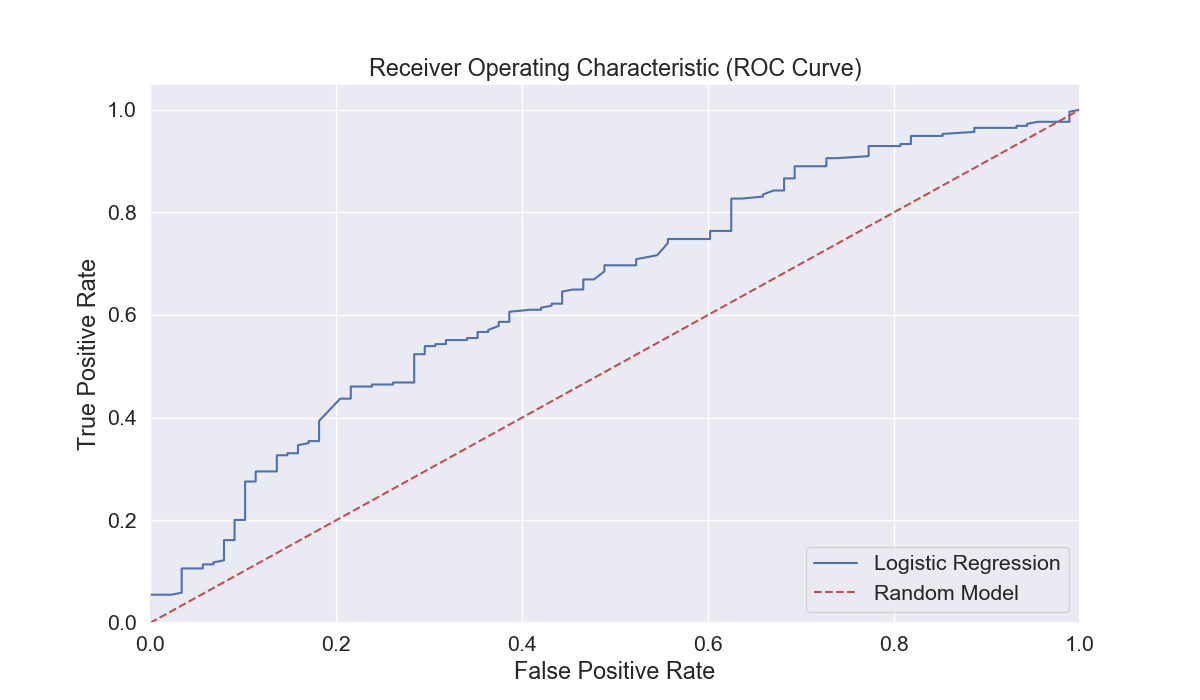 Receiver Operating Characteristic (ROC Curve)
True Positive Rate
1.0
0.8
0.6
0.4
0.2
0.0
Logistic Regression
Random Model
0.0 0.2 0.4 0.6 0.8 1.0
False Positive Rate